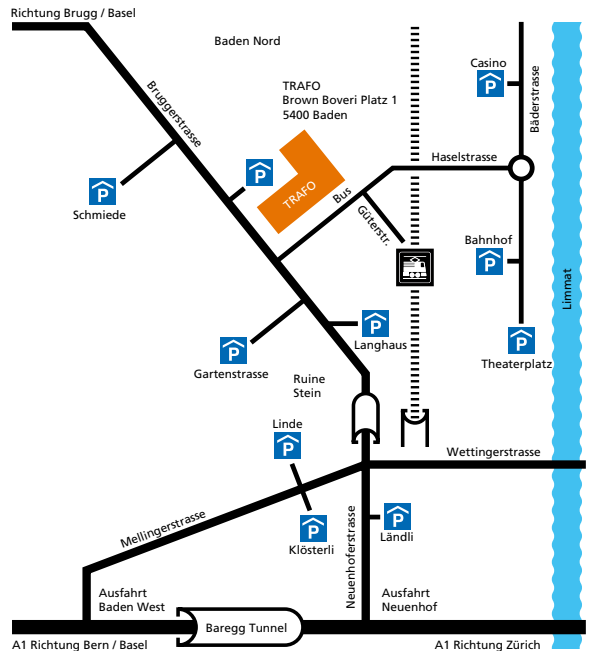 Richtung Brugg / Basel
Baden Nord
Casino
P
Bäderstrasse
TRAFO
Brown Boveri Platz 1
5400 Baden
Bruggerstrasse
P
Schmiede
P
TRAFO
Bus
Haselstrasse
Güterstr.
Bahnhof
P
Limmat
P
Langhaus
P
Gartenstrasse
P
Theaterplatz
Ruine
Stein
Linde
P
Wettingerstrasse
Mellingerstrasse
P
Klösterli
Neuenhoferstrasse
P
Ländli
Ausfahrt
Baden West
Ausfahrt
Neuenhof
Baregg Tunnel
A1 Richtung Bern / Basel
A1 Richtung Zürich